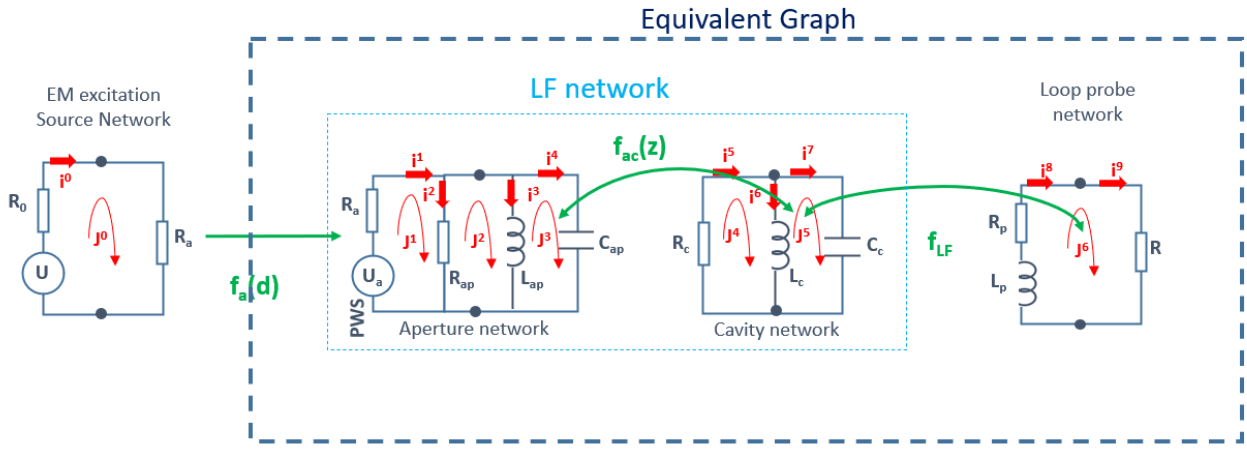 Equivalent Graph
EM excitation
Source Network
LF network
Loop probe
network
i⁰
R₀
J⁰
Rₐ
U
fₐ(d)
i¹
i²
i³
i⁴
Rₐ
J¹
J²
J³
Uₐ
Rₐₚ
Lₐₚ
Cₐₚ
PWS
Aperture network
fₐc(z)
i⁵
i⁶
i⁷
Rc
J⁴
J⁵
Lc
Cc
Cavity network
fLF
i⁸
i⁹
Rₚ
J⁶
R
Lₚ